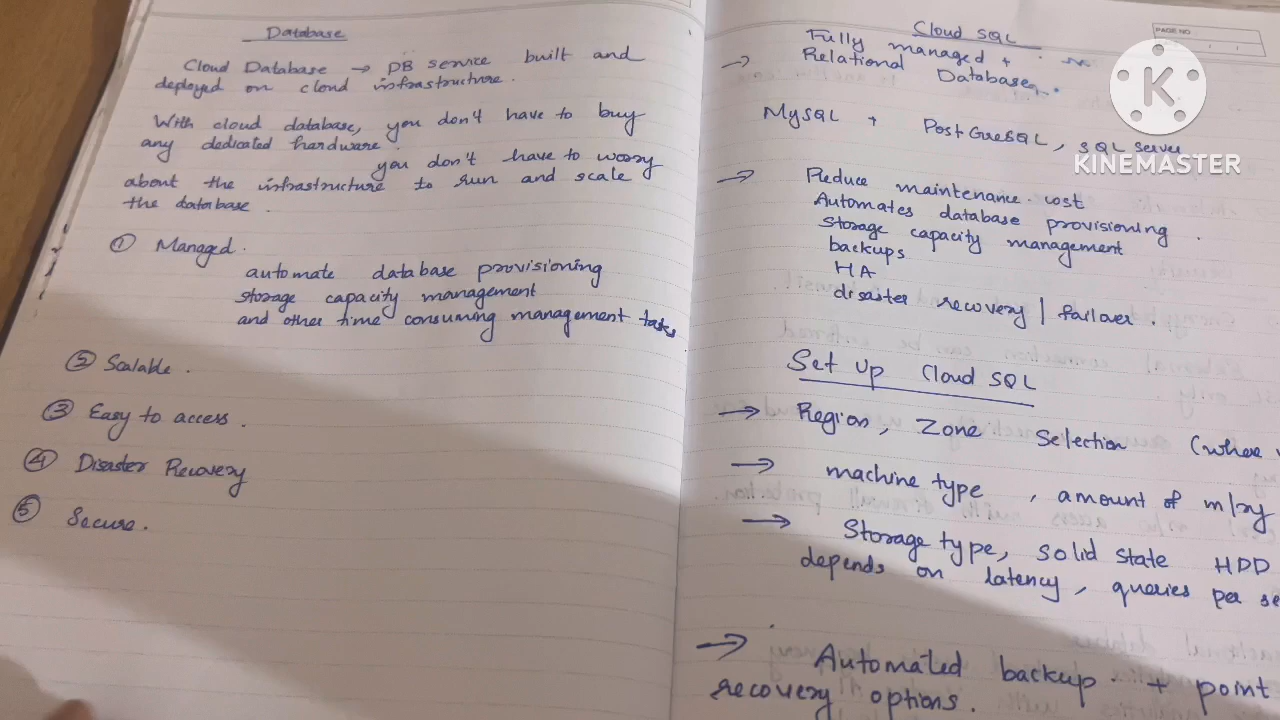 Database
Cloud Database → DB service built and
deployed on cloud infrastructure.
With cloud database, you don't have to buy
any dedicated hardware.
you don't have to worry
about the infrastructure to run and scale
the database.
① Managed.
automate database provisioning
storage capacity management
and other time consuming management tasks
② Scalable.
③ Easy to access.
④ Disaster Recovery
⑤ Secure.
PAGE NO
Cloud SQL
→ Fully managed +
Relational Database
MySQL + PostGreSQL, SQL Server
K
KINEMASTER
→ Reduce maintenance cost
Automates database provisioning.
storage capacity management
backups
HA
disaster recovery | failover.
Set Up Cloud SQL
→ Region, Zone Selection (where
→ machine type, amount of m/ry
→ Storage type, solid state HDD
depends on latency, queries per se
→ Automated backup + point
recovery options.